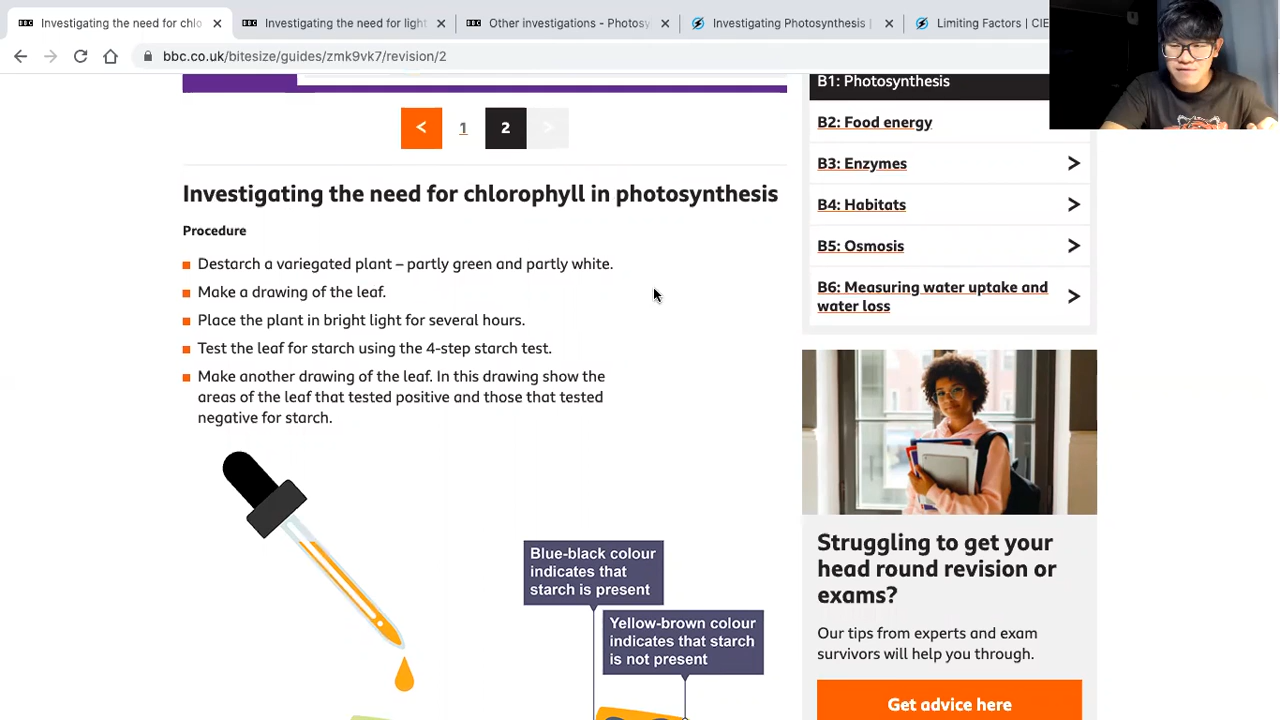 Investigating the need for chlo
Investigating the need for light
Other investigations - Photosy
Investigating Photosynthesis |
Limiting Factors | CIE
bbc.co.uk/bitesize/guides/zmk9vk7/revision/2
< 1 2 >
Investigating the need for chlorophyll in photosynthesis
Procedure
Destarch a variegated plant – partly green and partly white.
Make a drawing of the leaf.
Place the plant in bright light for several hours.
Test the leaf for starch using the 4-step starch test.
Make another drawing of the leaf. In this drawing show the
areas of the leaf that tested positive and those that tested
negative for starch.
Blue-black colour
indicates that
starch is present
Yellow-brown colour
indicates that starch
is not present
B1: Photosynthesis
B2: Food energy
B3: Enzymes
B4: Habitats
B5: Osmosis
B6: Measuring water uptake and
water loss
Struggling to get your
head round revision or
exams?
Our tips from experts and exam
survivors will help you through.
Get advice here